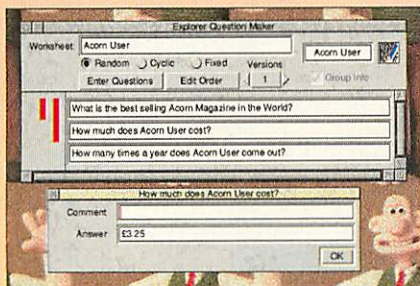 Explorer Question Maker
Worksheet: Acorn User
Acorn User
Random Cyclic Fixed Versions
Enter Questions Edit Order 1 Group Info
What is the best selling Acorn Magazine in the World?
How much does Acorn User cost?
How many times a year does Acorn User come out?
How much does Acorn User cost?
Comment
Answer £3.25
OK